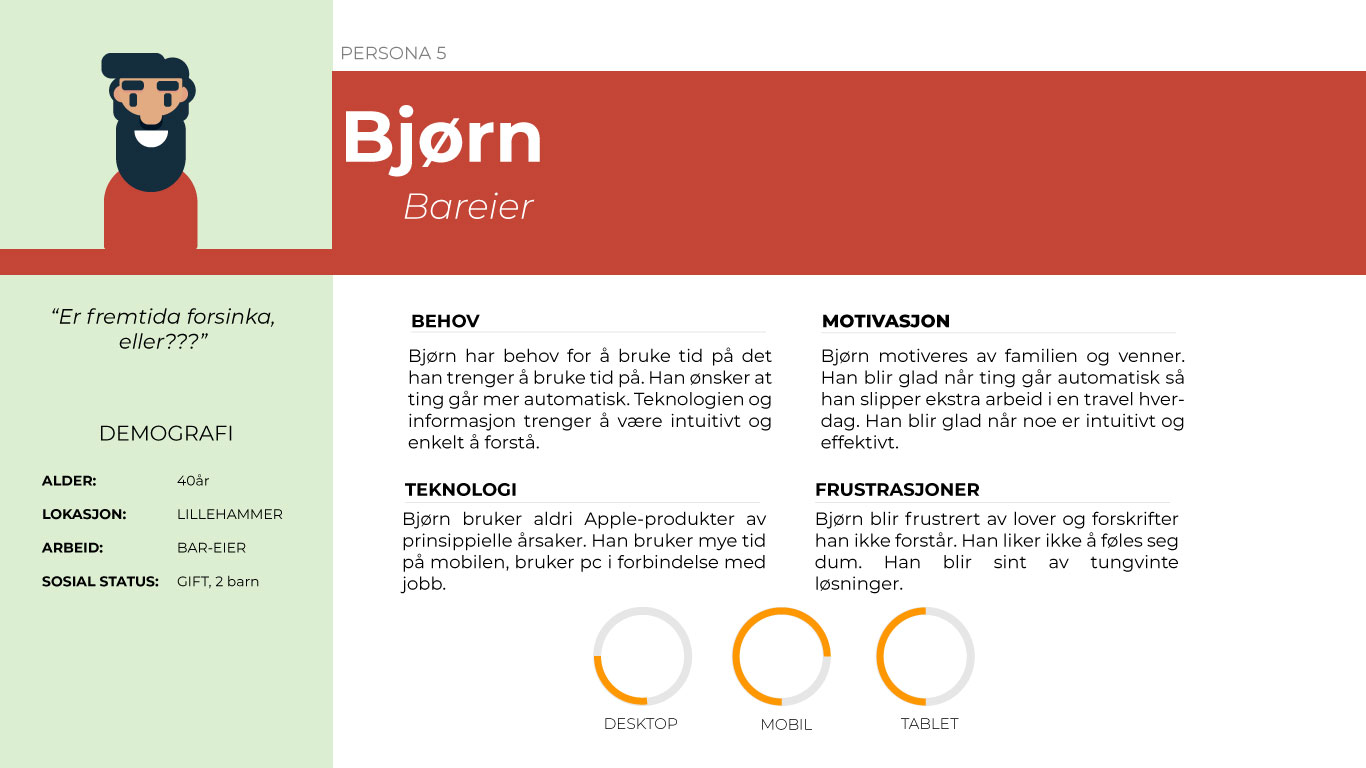 PERSONA 5
Bjørn
Bareier
“Er fremtida forsinka,
eller???”
DEMOGRAFI
ALDER: 40år
LOKASJON: LILLEHAMMER
ARBEID: BAR-EIER
SOSIAL STATUS: GIFT, 2 barn
BEHOV
Bjørn har behov for å bruke tid på det
han trenger å bruke tid på. Han ønsker at
ting går mer automatisk. Teknologien og
informasjon trenger å være intuitivt og
enkelt å forstå.
MOTIVASJON
Bjørn motiveres av familien og venner.
Han blir glad når ting går automatisk så
han slipper ekstra arbeid i en travel hver-
dag. Han blir glad når noe er intuitivt og
effektivt.
TEKNOLOGI
Bjørn bruker aldri Apple-produkter av
prinsippielle årsaker. Han bruker mye tid
på mobilen, bruker pc i forbindelse med
jobb.
FRUSTRASJONER
Bjørn blir frustrert av lover og forskrifter
han ikke forstår. Han liker ikke å føles seg
dum. Han blir sint av tungvinte
løsninger.
DESKTOP
MOBIL
TABLET